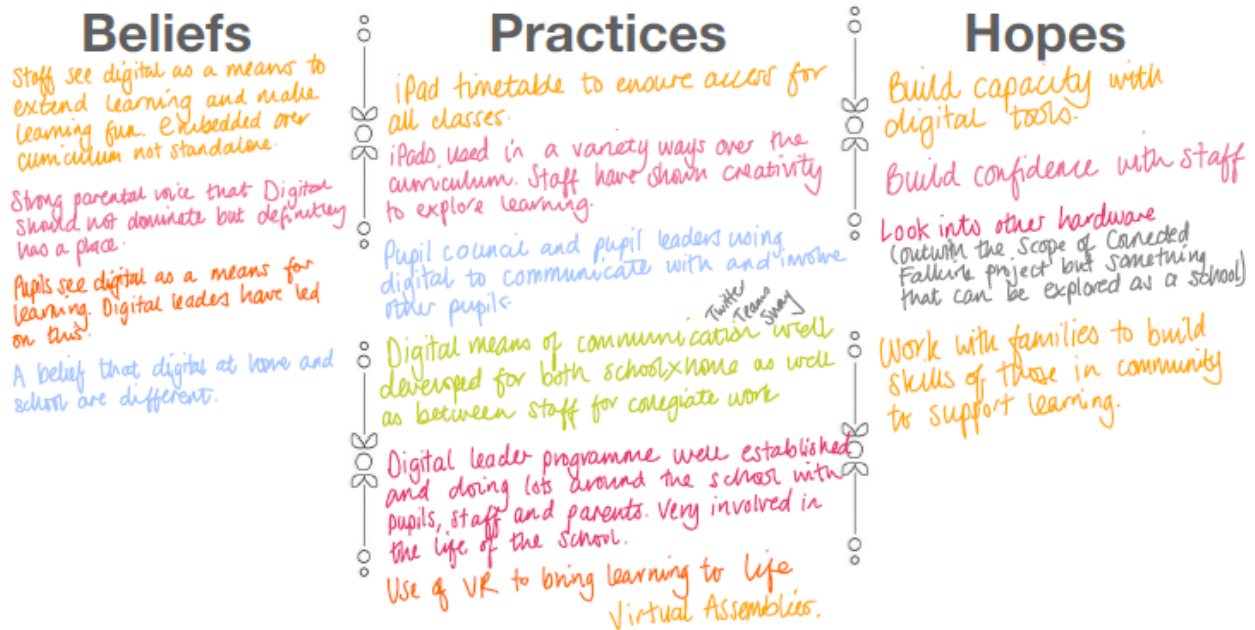 Beliefs
Staff see digital as a means to
extend learning and make
learning fun. Embedded over
curriculum not standalone.
Strong parental voice that Digital
should not dominate but definitley
has a place.
Pupils see digital as a means for
learning. Digital leaders have led
on this.
A belief that digital at home and
school are different.
Practices
iPad timetable to ensure access for
all classes.
iPads used in a variety ways over the
curriculum. Staff have shown creativity
to explore learning.
Pupil council and pupil leaders using
digital to communicate with and involve
other pupils.
Twitter
Teams
Sway
Digital means of communication well
developed for both school x home as well
as between staff for collegiate work
Digital leader programme well established
and doing lots around the school with
pupils, staff and parents. Very involved in
the life of the school.
Use of VR to bring learning to life
Virtual Assemblies.
Hopes
Build capacity with
digital tools.
Build confidence with staff
Look into other hardware
(outwith the scope of Connected
Falkirk project but something
that can be explored as a school)
Work with families to build
skills of those in community
to support learning.